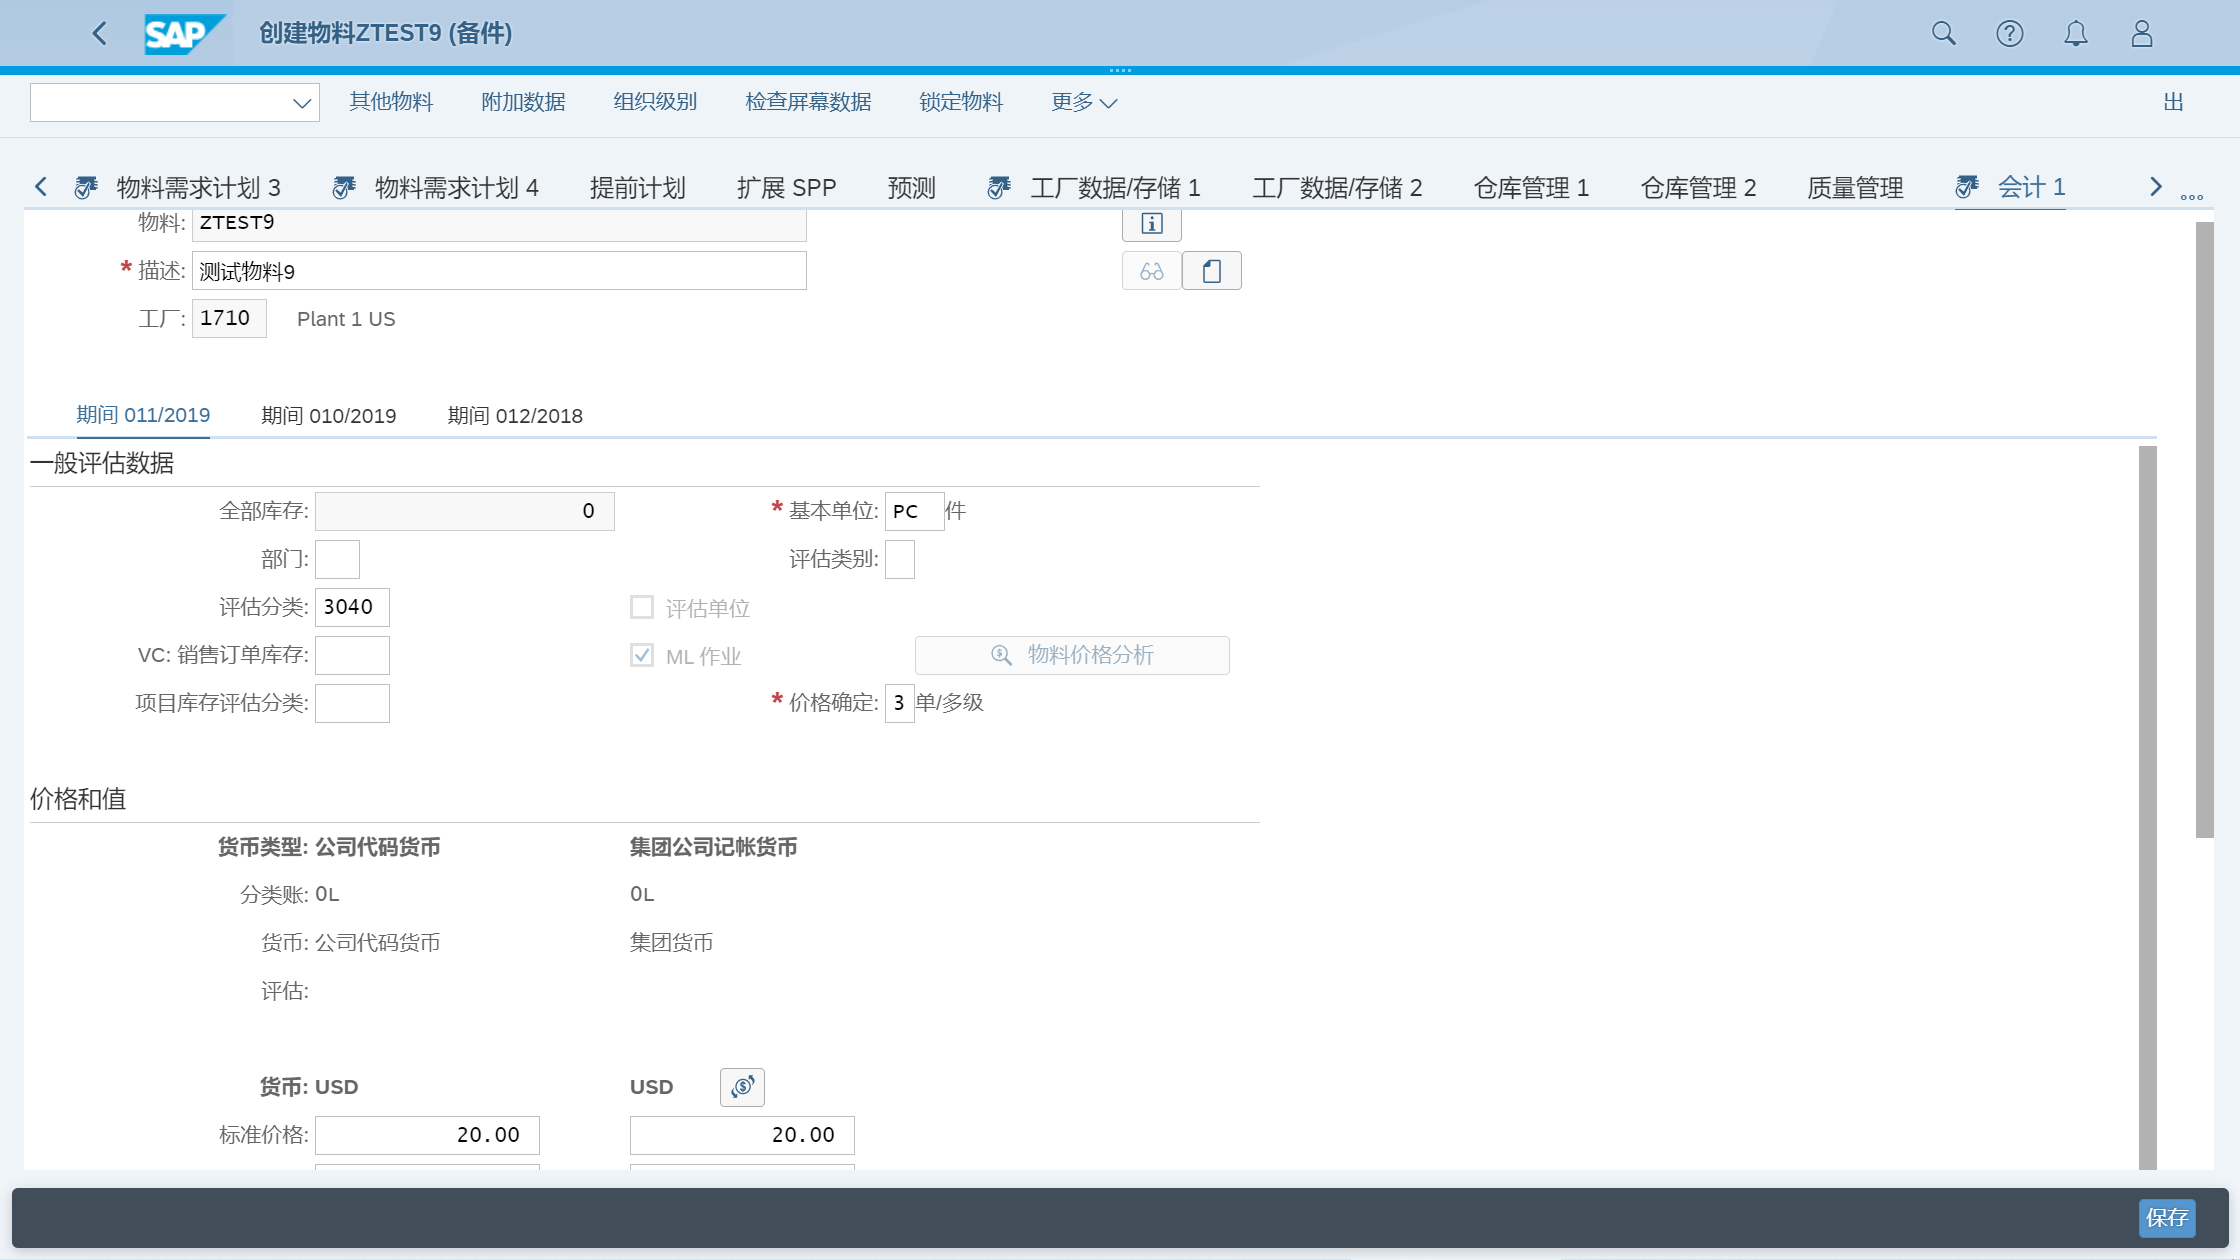 SAP 创建物料ZTEST9 (备件)
其他物料 附加数据 组织级别 检查屏幕数据 锁定物料 更多 出
物料需求计划 3 物料需求计划 4 提前计划 扩展 SPP 预测 工厂数据/存储 1 工厂数据/存储 2 仓库管理 1 仓库管理 2 质量管理 会计 1
物料: ZTEST9
* 描述: 测试物料9
工厂: 1710 Plant 1 US
期间 011/2019 期间 010/2019 期间 012/2018
一般评估数据
全部库存: 0 * 基本单位: PC 件
部门: 评估类别:
评估分类: 3040 评估单位
VC: 销售订单库存: ML 作业 物料价格分析
项目库存评估分类: * 价格确定: 3 单/多级
价格和值
货币类型: 公司代码货币 集团公司记帐货币
分类账: 0L 0L
货币: 公司代码货币 集团货币
评估:
货币: USD USD
标准价格: 20.00 20.00
保存